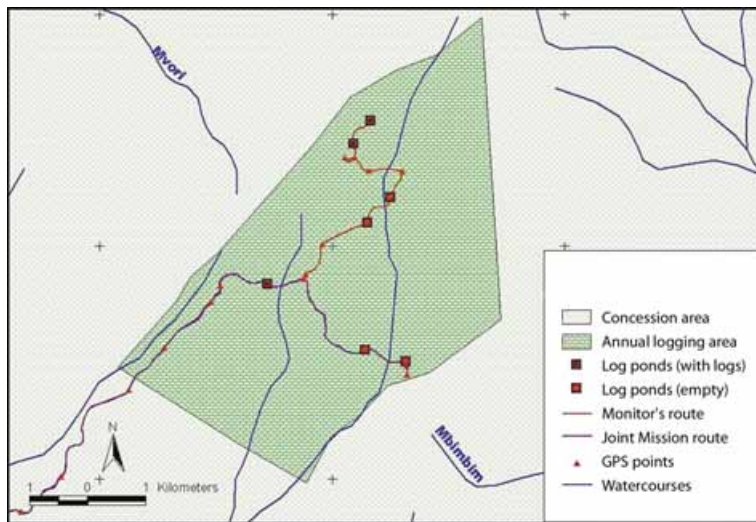 Mvori
Mbimbim
N
1 0 1 Kilometers
Concession area
Annual logging area
Log ponds (with logs)
Log ponds (empty)
Monitor's route
Joint Mission route
GPS points
Watercourses